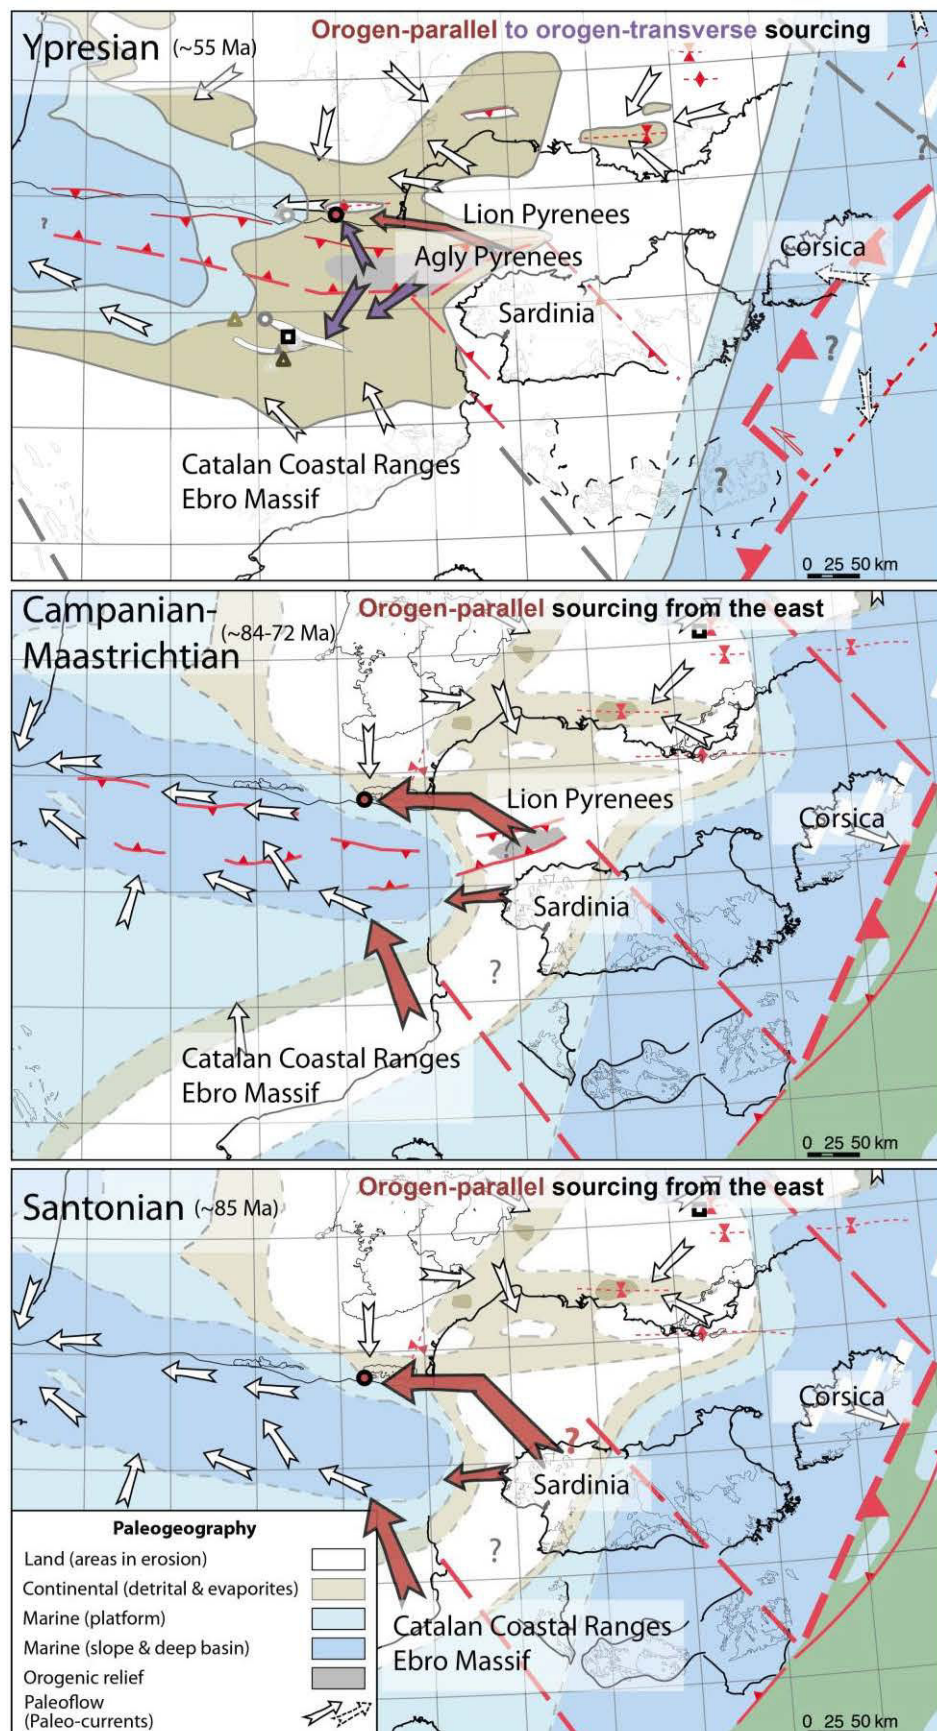 Ypresian (~55 Ma)
Orogen-parallel to orogen-transverse sourcing
?
?
Lion Pyrenees
Agly Pyrenees
Corsica
Sardinia
?
?
Catalan Coastal Ranges
Ebro Massif
0 25 50 km
Campanian-
Maastrichtian (~84-72 Ma)
Orogen-parallel sourcing from the east
Lion Pyrenees
Corsica
?
Sardinia
?
Catalan Coastal Ranges
Ebro Massif
0 25 50 km
Santonian (~85 Ma)
Orogen-parallel sourcing from the east
Corsica
?
Sardinia
?
Catalan Coastal Ranges
Ebro Massif
0 25 50 km
Paleogeography
Land (areas in erosion)
Continental (detrital & evaporites)
Marine (platform)
Marine (slope & deep basin)
Orogenic relief
Paleoflow
(Paleo-currents)